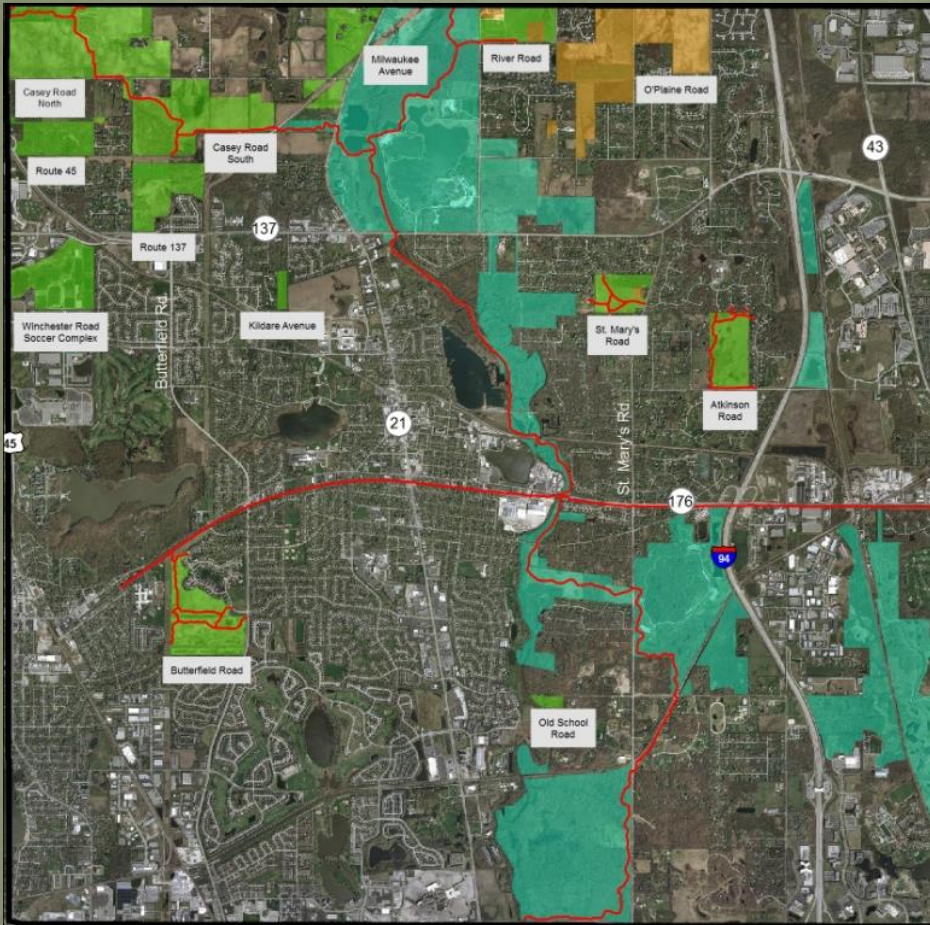 Milwaukee
Avenue
River Road
O'Plaine Road
Casey Road
North
Casey Road
South
43
Route 45
137
Route 137
Butterfield Rd.
Winchester Road
Soccer Complex
Kildare Avenue
St. Mary's
Road
Atkinson
Road
21
St. Mary's Rd.
45
176
94
Butterfield Road
Old School
Road